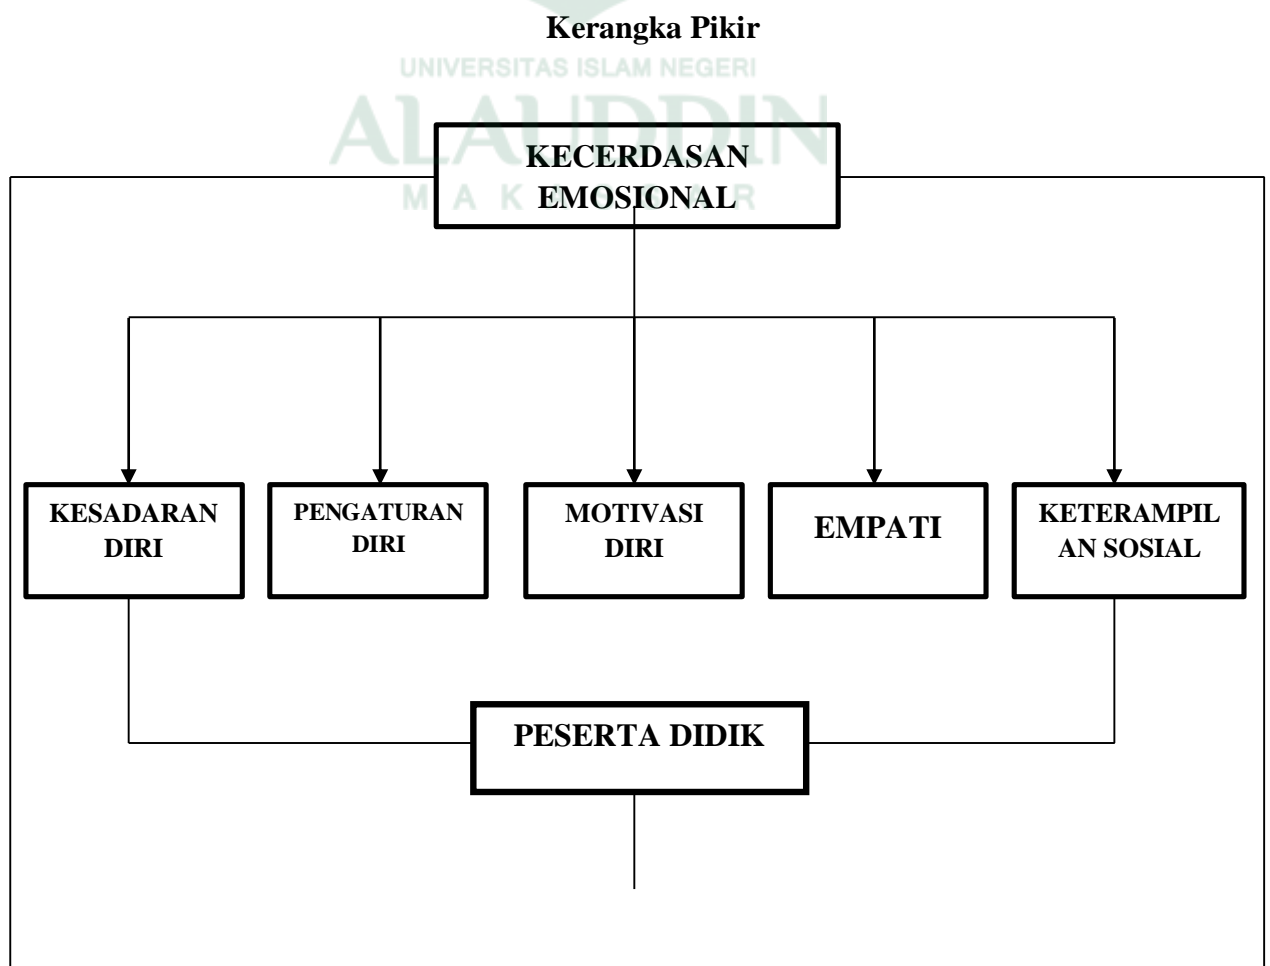 Kerangka Pikir
UNIVERSITAS ISLAM NEGERI
ALAUDDIN
KECERDASAN
EMOSIONAL
KESADARAN
DIRI
PENGATURAN
DIRI
MOTIVASI
DIRI
EMPATI
KETERAMPIL
AN SOSIAL
PESERTA DIDIK